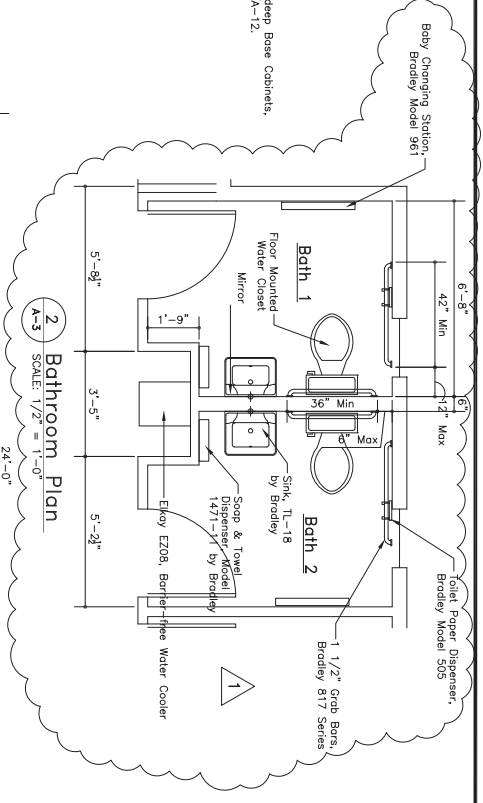 deep Base Cabinets,
A-12.
Baby Changing Station,
Bradley Model 961
6'-8"
42" Min
6"
12" Max
Toilet Paper Dispenser,
Bradley Model 505
1 1/2" Grab Bars,
Bradley 817 Series
Bath 1
Floor Mounted
Water Closet
Mirror
36" Min
6" Max
Bath 2
Sink, TL-18
by Bradley
Soap & Towel
Dispenser, Model
1471-11 by Bradley
Elkay EZ08, Barrier-free Water Cooler
1'-9"
5'-8½"
3'-5"
5'-2½"
1
2
A-3
Bathroom Plan
SCALE: 1/2" = 1'-0"
24'-0"